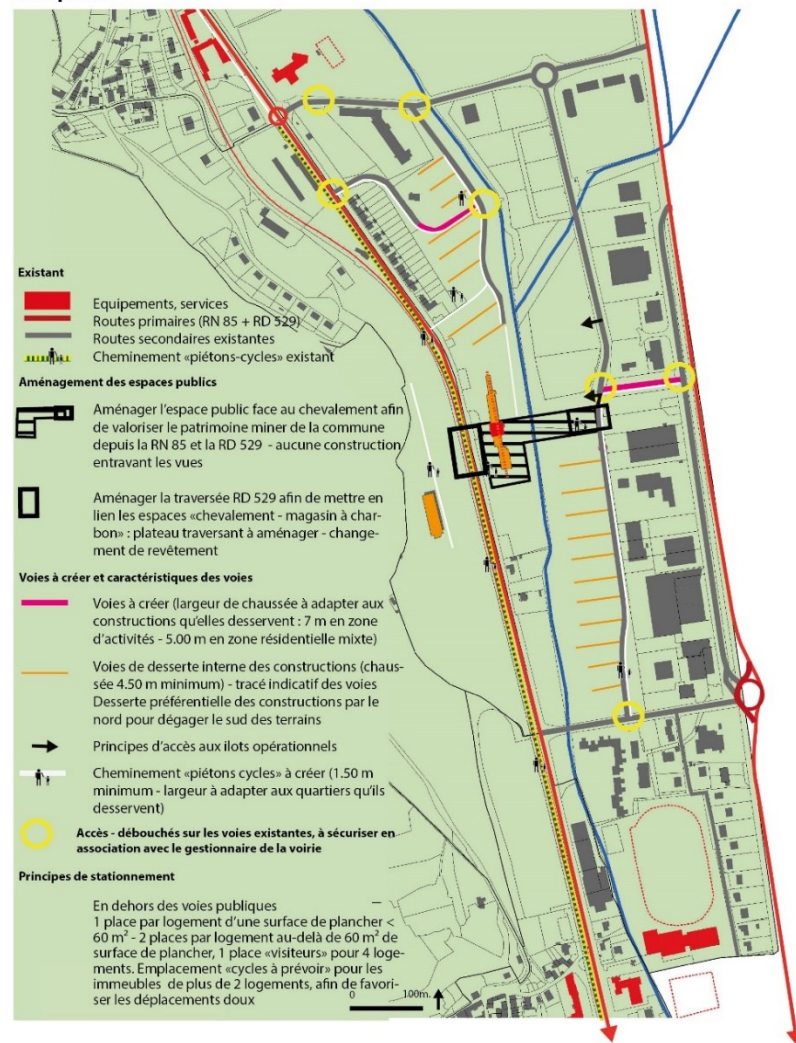 Existant
Equipements, services
Routes primaires (RN 85 + RD 529)
Routes secondaires existantes
Cheminement «piétons-cycles» existant
Aménagement des espaces publics
Aménager l'espace public face au chevalement afin
de valoriser le patrimoine miner de la commune
depuis la RN 85 et la RD 529 - aucune construction
entravant les vues
Aménager la traversée RD 529 afin de mettre en
lien les espaces «chevalement - magasin à char-
bon» : plateau traversant à aménager - chan-
gement de revêtement
Voies à créer et caractéristiques des voies
Voies à créer (largeur de chaussée à adapter aux
constructions qu'elles desservent : 7 m en zone
d'activités - 5.00 m en zone résidentielle mixte)
Voies de desserte interne des constructions (chaus-
sée 4.50 m minimum) - tracé indicatif des voies
Desserte préférentielle des constructions par le
nord pour dégager le sud des terrains
Principes d'accès aux ilots opérationnels
Cheminement «piétons cycles» à créer (1.50 m
minimum - largeur à adapter aux quartiers qu'ils
desservent)
Accès - débouchés sur les voies existantes, à sécuriser en
association avec le gestionnaire de la voirie
Principes de stationnement
En dehors des voies publiques
1 place par logement d'une surface de plancher <
60 m² - 2 places par logement au-delà de 60 m² de
surface de plancher, 1 place «visiteurs» pour 4 loge-
ments. Emplacement «cycles à prévoir» pour les
immeubles de plus de 2 logements, afin de favori-
ser les déplacements doux
0 100m.